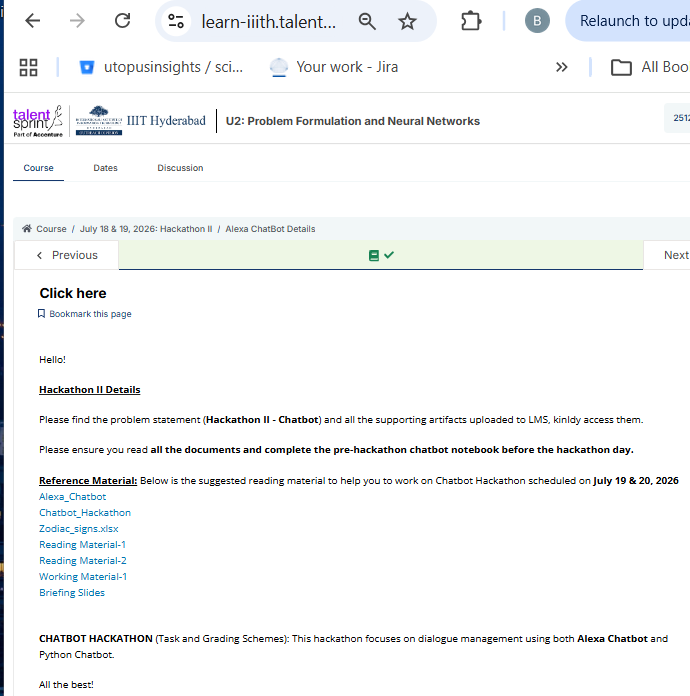 learn-iiith.talent...
B
Relaunch to upda
utopusinsights / sci...
Your work - Jira
All Boo
talent
sprint
Part of Accenture
IIIT Hyderabad
U2: Problem Formulation and Neural Networks
2512
Course
Dates
Discussion
Course / July 18 & 19, 2026: Hackathon II / Alexa ChatBot Details
Previous
Next
Click here
Bookmark this page
Hello!
Hackathon II Details
Please find the problem statement (Hackathon II - Chatbot) and all the supporting artifacts uploaded to LMS, kinldy access them.
Please ensure you read all the documents and complete the pre-hackathon chatbot notebook before the hackathon day.
Reference Material: Below is the suggested reading material to help you to work on Chatbot Hackathon scheduled on July 19 & 20, 2026
Alexa_Chatbot
Chatbot_Hackathon
Zodiac_signs.xlsx
Reading Material-1
Reading Material-2
Working Material-1
Briefing Slides
CHATBOT HACKATHON (Task and Grading Schemes): This hackathon focuses on dialogue management using both Alexa Chatbot and
Python Chatbot.
All the best!